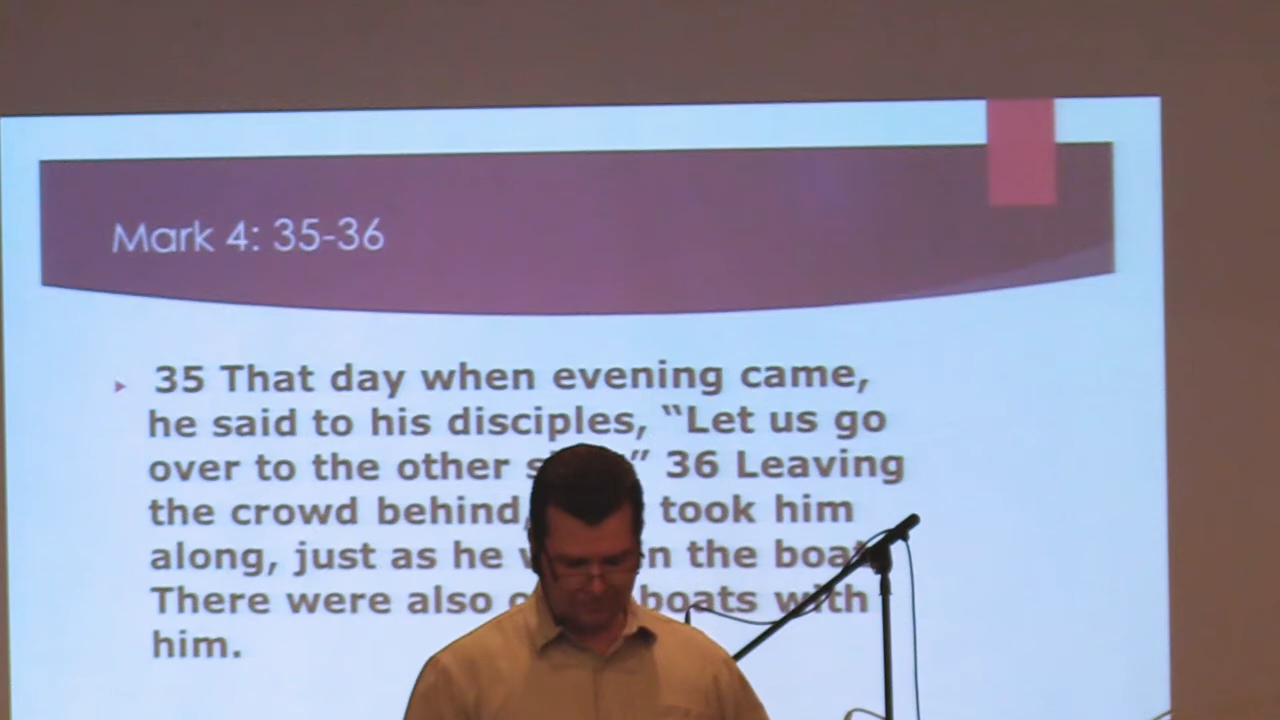 Mark 4: 35-36
35 That day when evening came,
he said to his disciples, “Let us go
over to the other ” 36 Leaving
the crowd behind, took him
along, just as he the boat
There were also boats with
him.